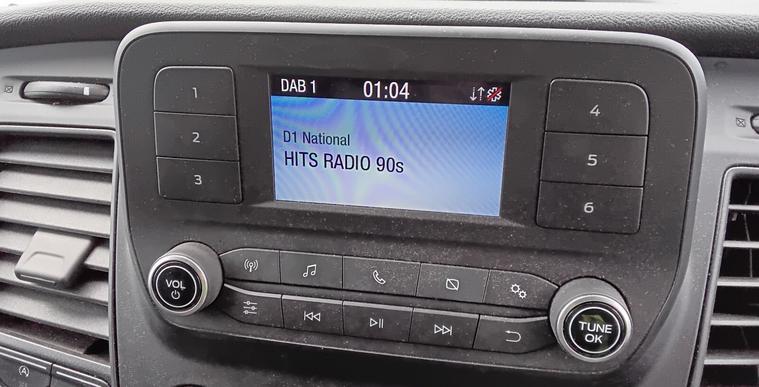 DAB 1 01:04
D1 National
HITS RADIO 90s
1
2
3
4
5
6
VOL
TUNE
OK
A